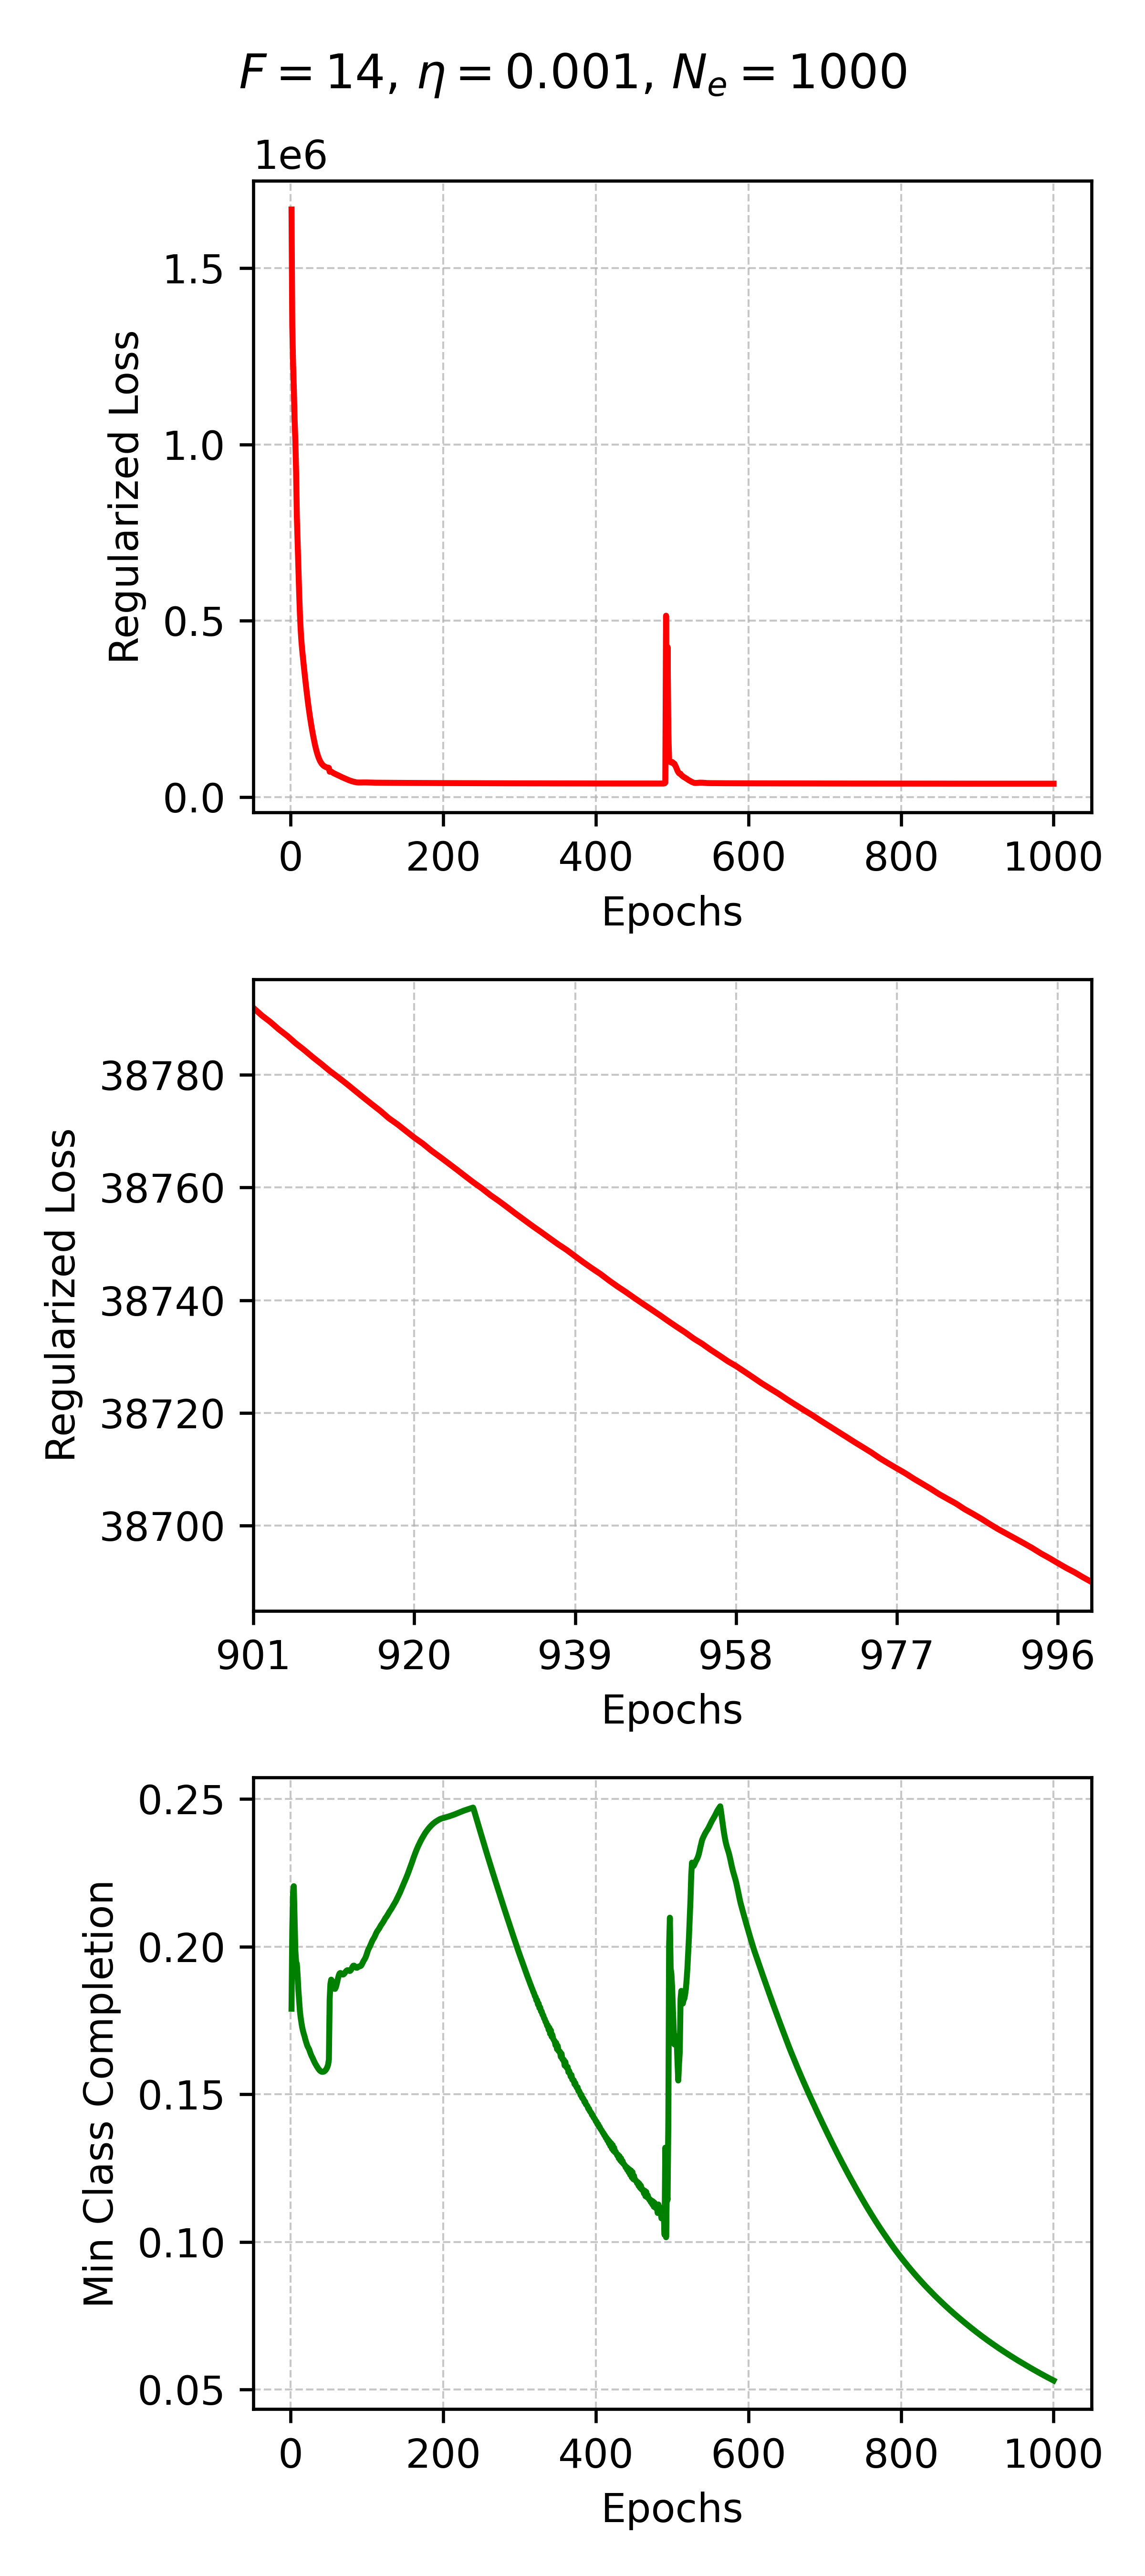 F = 14, η = 0.001, Nₑ = 1000
1e6
Regularized Loss
1.5
1.0
0.5
0.0
0 200 400 600 800 1000
Epochs
Regularized Loss
38780
38760
38740
38720
38700
901 920 939 958 977 996
Epochs
Min Class Completion
0.25
0.20
0.15
0.10
0.05
0 200 400 600 800 1000
Epochs